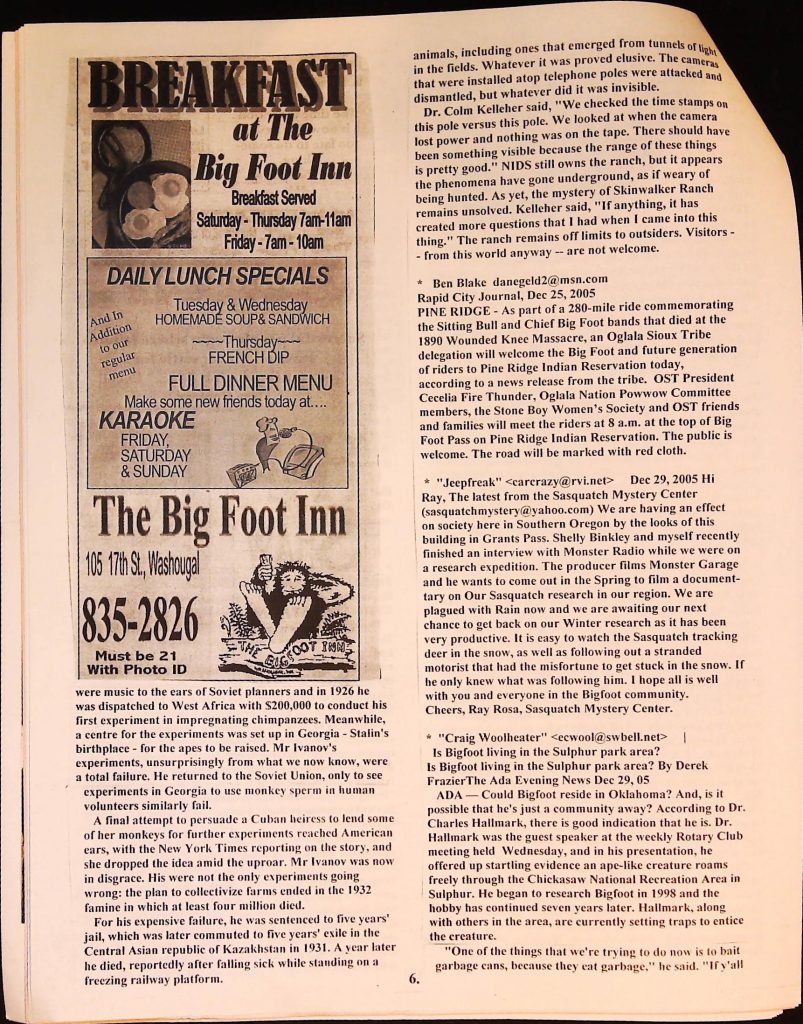 BREAKFAST
at The
Big Foot Inn
Breakfast Served
Saturday - Thursday 7am-11am
Friday - 7am - 10am
DAILY LUNCH SPECIALS
And In
Addition
to our
regular
menu
Tuesday & Wednesday
HOMEMADE SOUP & SANDWICH
~~~~Thursday~~~
FRENCH DIP
FULL DINNER MENU
Make some new friends today at....
KARAOKE
FRIDAY,
SATURDAY
& SUNDAY
The Big Foot Inn
105 17th St., Washougal
835-2826
Must be 21
With Photo ID
THE BIGFOOT INN
were music to the ears of Soviet planners and in 1926 he
was dispatched to West Africa with $200,000 to conduct his
first experiment in impregnating chimpanzees. Meanwhile,
a centre for the experiments was set up in Georgia - Stalin's
birthplace - for the apes to be raised. Mr Ivanov's
experiments, unsurprisingly from what we now know, were
a total failure. He returned to the Soviet Union, only to see
experiments in Georgia to use monkey sperm in human
volunteers similarly fail.
A final attempt to persuade a Cuban heiress to lend some
of her monkeys for further experiments reached American
ears, with the New York Times reporting on the story, and
she dropped the idea amid the uproar. Mr Ivanov was now
in disgrace. His were not the only experiments going
wrong: the plan to collectivize farms ended in the 1932
famine in which at least four million died.
For his expensive failure, he was sentenced to five years'
jail, which was later commuted to five years' exile in the
Central Asian republic of Kazakhstan in 1931. A year later
he died, reportedly after falling sick while standing on a
freezing railway platform.
animals, including ones that emerged from tunnels of light
in the fields. Whatever it was proved elusive. The cameras
that were installed atop telephone poles were attacked and
dismantled, but whatever did it was invisible.
Dr. Colm Kelleher said, "We checked the time stamps on
this pole versus this pole. We looked at when the camera
lost power and nothing was on the tape. There should have
been something visible because the range of these things
is pretty good." NIDS still owns the ranch, but it appears
the phenomena have gone underground, as if weary of
being hunted. As yet, the mystery of Skinwalker Ranch
remains unsolved. Kelleher said, "If anything, it has
created more questions that I had when I came into this
thing." The ranch remains off limits to outsiders. Visitors -
- from this world anyway -- are not welcome.
* Ben Blake danegeld2@msn.com
Rapid City Journal, Dec 25, 2005
PINE RIDGE - As part of a 280-mile ride commemorating
the Sitting Bull and Chief Big Foot bands that died at the
1890 Wounded Knee Massacre, an Oglala Sioux Tribe
delegation will welcome the Big Foot and future generation
of riders to Pine Ridge Indian Reservation today,
according to a news release from the tribe. OST President
Cecelia Fire Thunder, Oglala Nation Powwow Committee
members, the Stone Boy Women's Society and OST friends
and families will meet the riders at 8 a.m. at the top of Big
Foot Pass on Pine Ridge Indian Reservation. The public is
welcome. The road will be marked with red cloth.
* "Jeepfreak" <carcrazy@rvi.net> Dec 29, 2005 Hi
Ray, The latest from the Sasquatch Mystery Center
(sasquatchmystery@yahoo.com) We are having an effect
on society here in Southern Oregon by the looks of this
building in Grants Pass. Shelly Binkley and myself recently
finished an interview with Monster Radio while we were on
a research expedition. The producer films Monster Garage
and he wants to come out in the Spring to film a document-
tary on Our Sasquatch research in our region. We are
plagued with Rain now and we are awaiting our next
chance to get back on our Winter research as it has been
very productive. It is easy to watch the Sasquatch tracking
deer in the snow, as well as following out a stranded
motorist that had the misfortune to get stuck in the snow. If
he only knew what was following him. I hope all is well
with you and everyone in the Bigfoot community.
Cheers, Ray Rosa, Sasquatch Mystery Center.
* "Craig Woolheater" <ecwool@swbell.net> |
Is Bigfoot living in the Sulphur park area?
Is Bigfoot living in the Sulphur park area? By Derek
FrazierThe Ada Evening News Dec 29, 05
ADA — Could Bigfoot reside in Oklahoma? And, is it
possible that he's just a community away? According to Dr.
Charles Hallmark, there is good indication that he is. Dr.
Hallmark was the guest speaker at the weekly Rotary Club
meeting held Wednesday, and in his presentation, he
offered up startling evidence an ape-like creature roams
freely through the Chickasaw National Recreation Area in
Sulphur. He began to research Bigfoot in 1998 and the
hobby has continued seven years later. Hallmark, along
with others in the area, are currently setting traps to entice
the creature.
"One of the things that we're trying to do now is to bait
garbage cans, because they eat garbage," he said. "If y'all
6.